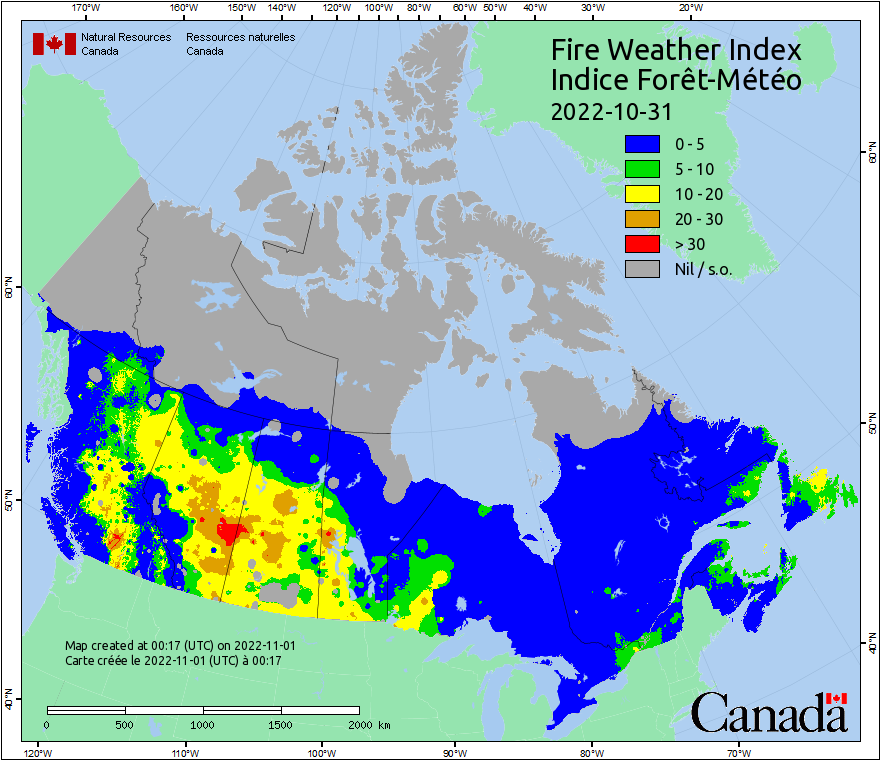 170°W 160°W 150°W 140°W 130°W 120°W 110°W 100°W 90°W 80°W 70°W 60°W 50°W 40°W 30°W 20°W
Natural Resources Canada
Ressources naturelles Canada
Fire Weather Index
Indice Forêt-Météo
2022-10-31
0 - 5
5 - 10
10 - 20
20 - 30
> 30
Nil / s.o.
60°N
60°N
50°N
50°N
40°N
40°N
Map created at 00:17 (UTC) on 2022-11-01
Carte créée le 2022-11-01 (UTC) à 00:17
0 500 1000 1500 2000 km
Canada
120°W 110°W 100°W 90°W 80°W 70°W